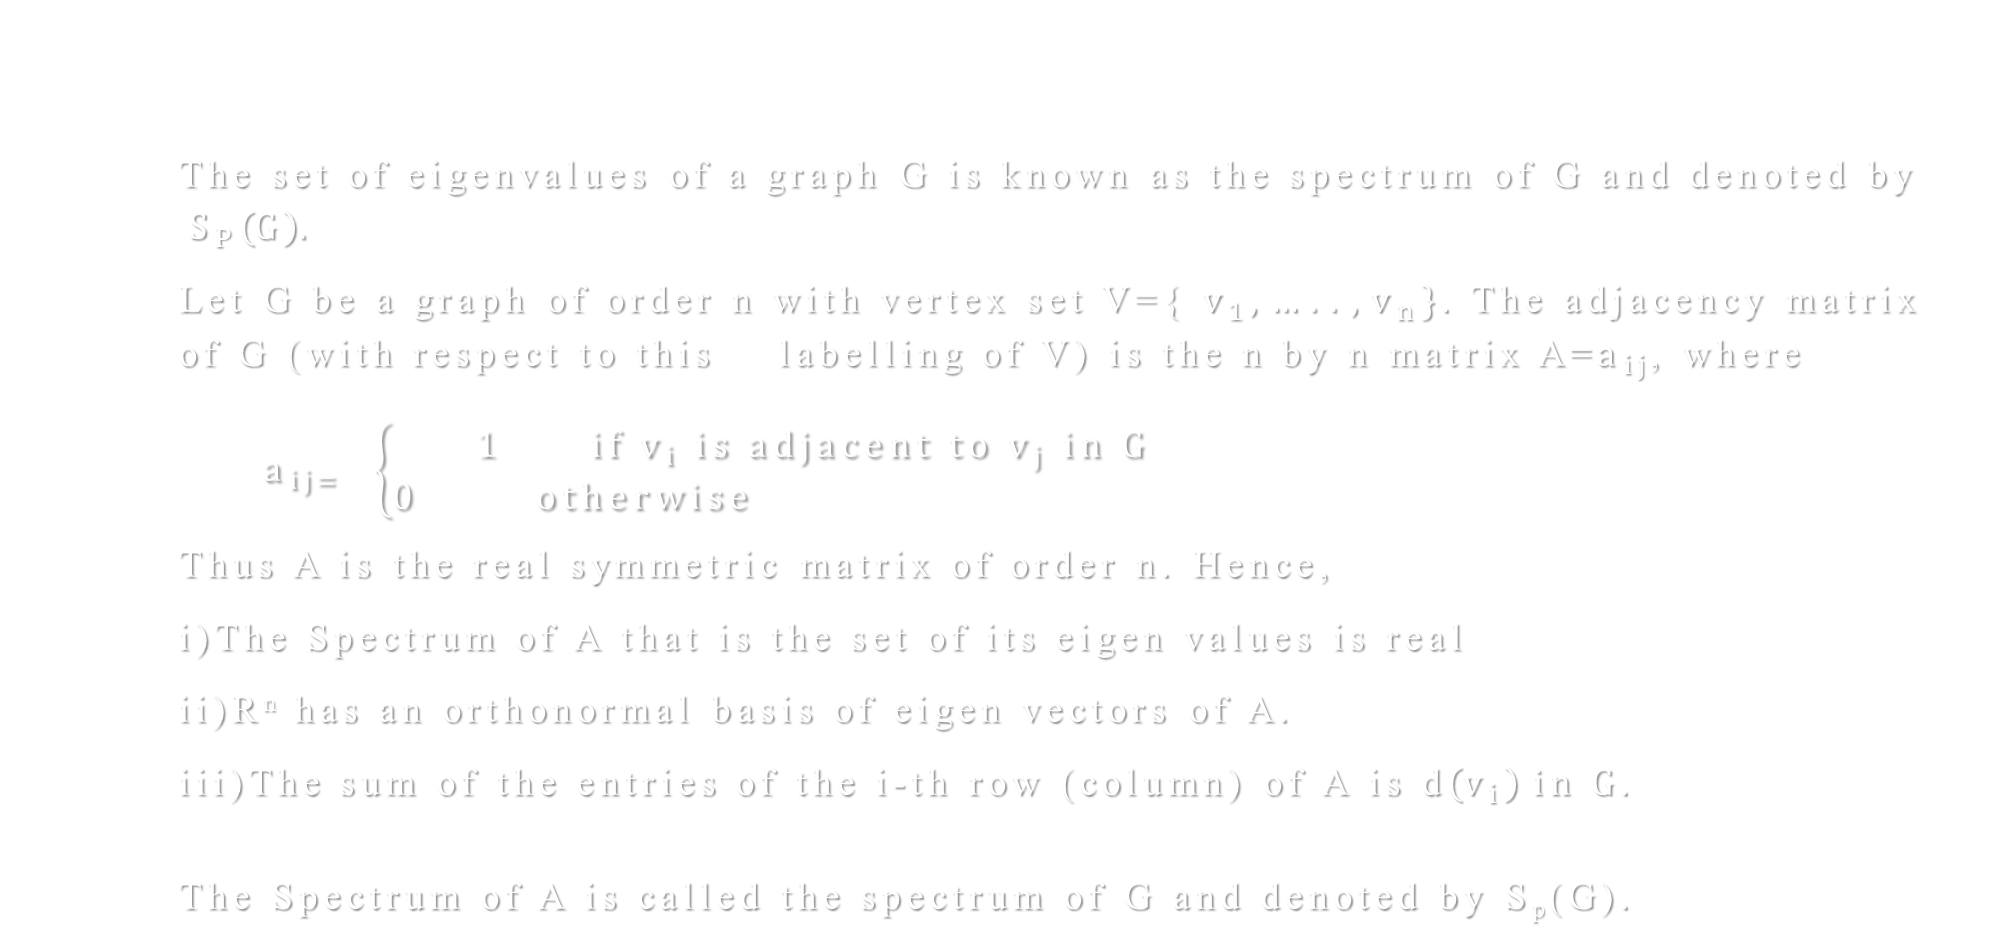 The set of eigenvalues of a graph G is known as the spectrum of G and denoted by
Sₚ(G).
Let G be a graph of order n with vertex set V={ v₁,…..,vₙ}. The adjacency matrix
of G (with respect to this labelling of V) is the n by n matrix A=aᵢⱼ, where
aᵢⱼ₌ { 1 if vᵢ is adjacent to vⱼ in G
0 otherwise
Thus A is the real symmetric matrix of order n. Hence,
i)The Spectrum of A that is the set of its eigen values is real
ii)Rⁿ has an orthonormal basis of eigen vectors of A.
iii)The sum of the entries of the i-th row (column) of A is d(vᵢ) in G.
The Spectrum of A is called the spectrum of G and denoted by Sₚ(G).